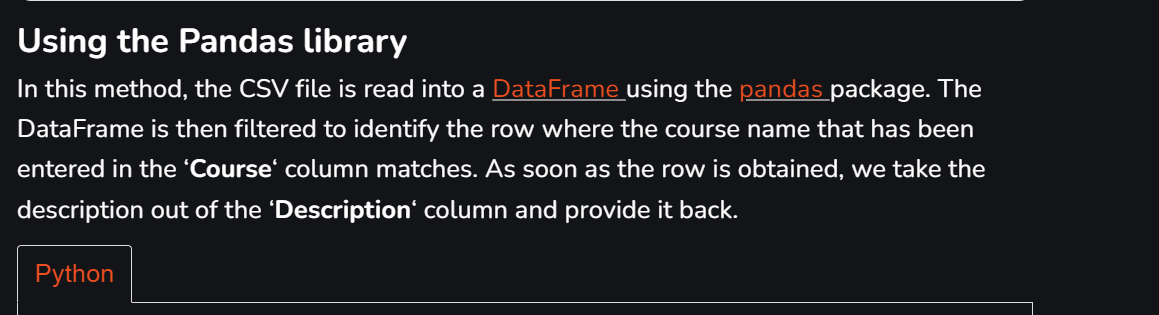 Using the Pandas library
In this method, the CSV file is read into a DataFrame using the pandas package. The
DataFrame is then filtered to identify the row where the course name that has been
entered in the ‘Course‘ column matches. As soon as the row is obtained, we take the
description out of the ‘Description‘ column and provide it back.
Python